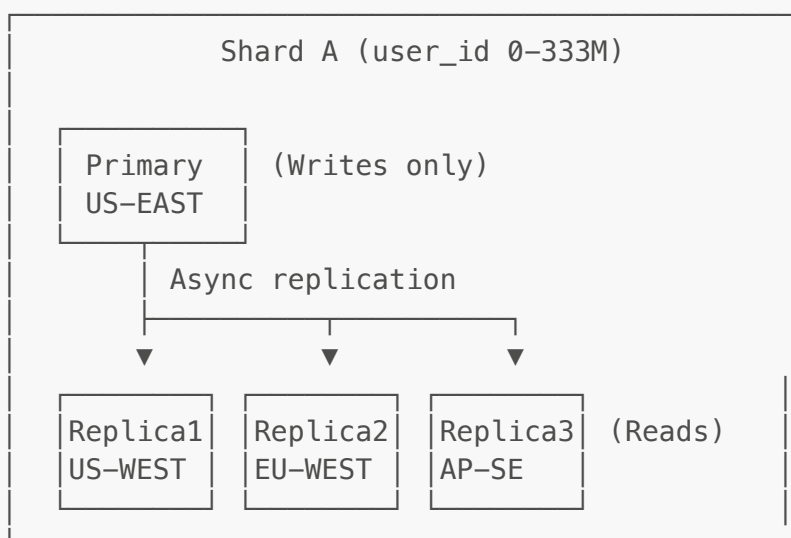 Shard A (user_id 0–333M)
Primary (Writes only)
US–EAST
Async replication
Replica1 Replica2 Replica3 (Reads)
US–WEST EU–WEST AP–SE